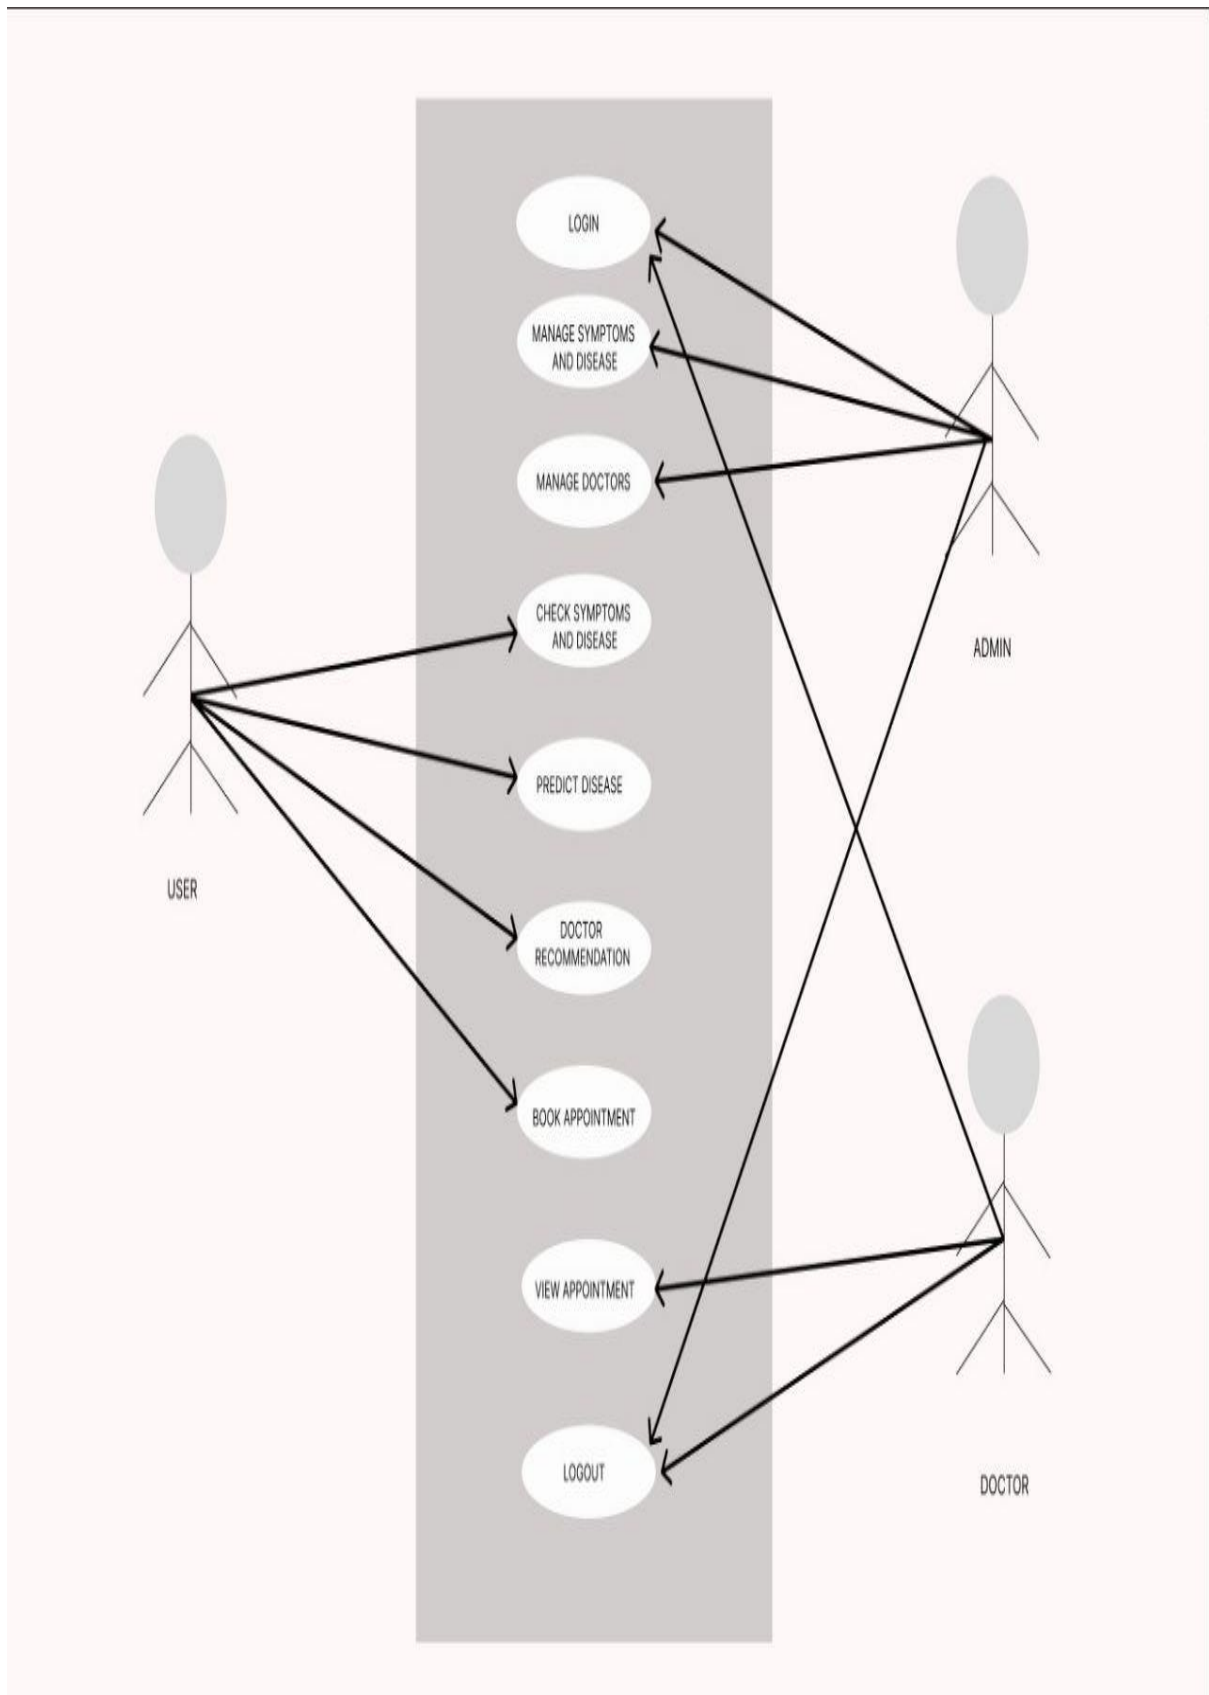 LOGIN
MANAGE SYMPTOMS
AND DISEASE
MANAGE DOCTORS
CHECK SYMPTOMS
AND DISEASE
ADMIN
PREDICT DISEASE
USER
DOCTOR
RECOMMENDATION
BOOK APPOINTMENT
VIEW APPOINTMENT
LOGOUT
DOCTOR